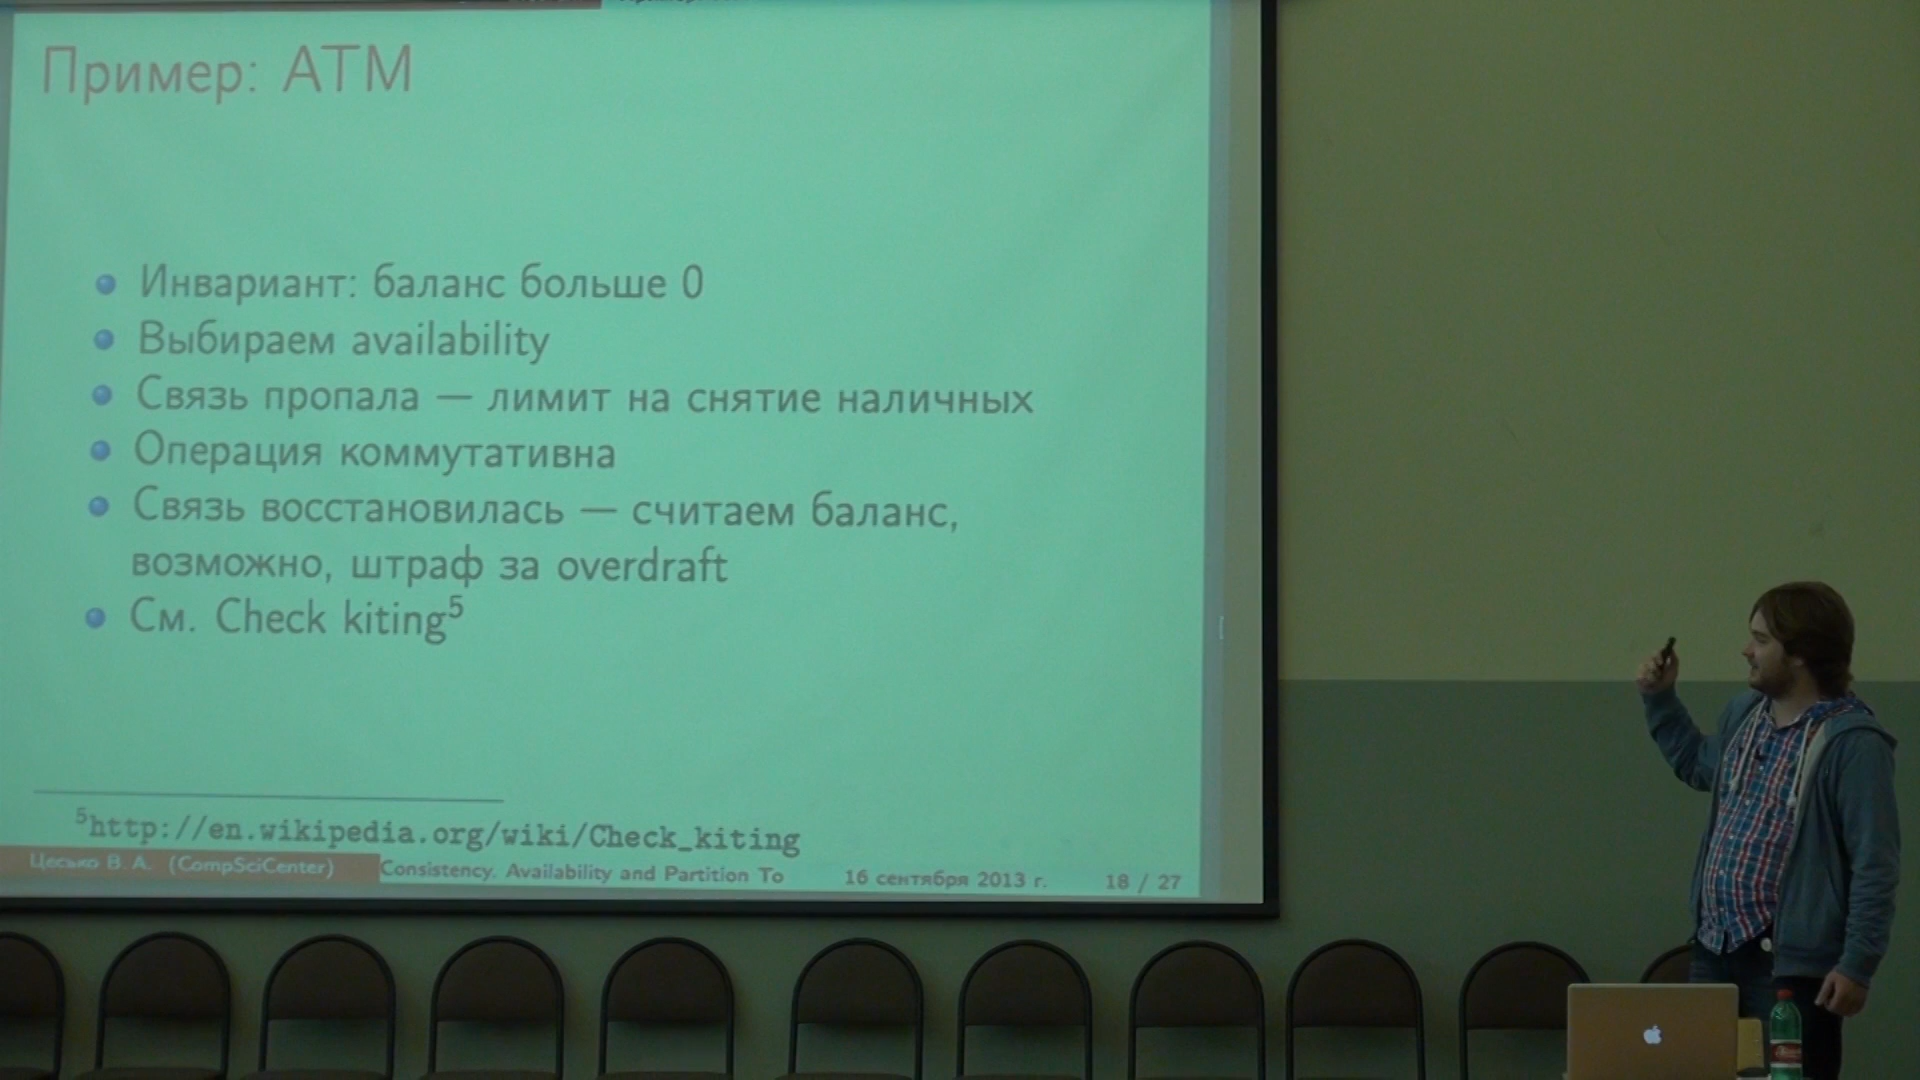 Пример: ATM
Инвариант: баланс больше 0
Выбираем availability
Связь пропала — лимит на снятие наличных
Операция коммутативна
Связь восстановилась — считаем баланс,
возможно, штраф за overdraft
См. Check kiting⁵
⁵http://en.wikipedia.org/wiki/Check_kiting
Цесько В. А. (CompSciCenter) Consistency, Availability and Partition To 16 сентября 2013 г. 18 / 27